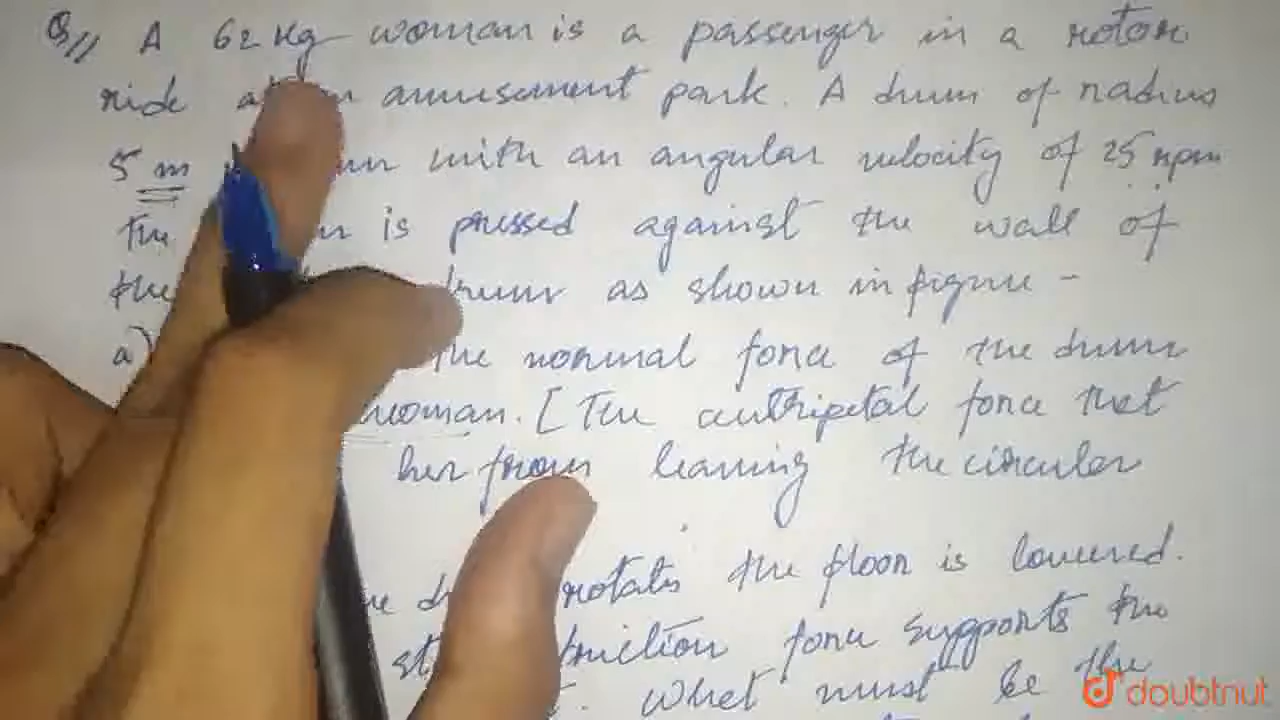 Q// A 62 Kg woman is a passenger in a rotor
ride amusement park. A drum of radius
5 m with an angular velocity of 25 rpm
The is pressed against the wall of
the as shown in figure -
a) the normal force of the drum
woman. [The centripetal force that
her from leaving the circular
rotates the floor is lowered.
friction force supports the
What must be the
doubtnut